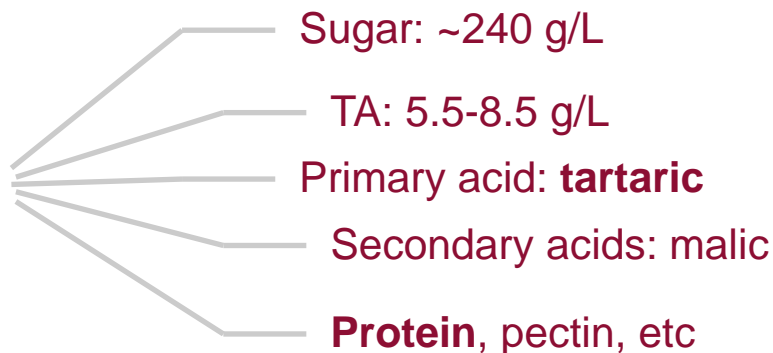 Sugar: ~240 g/L
TA: 5.5-8.5 g/L
Primary acid: tartaric
Secondary acids: malic
Protein, pectin, etc